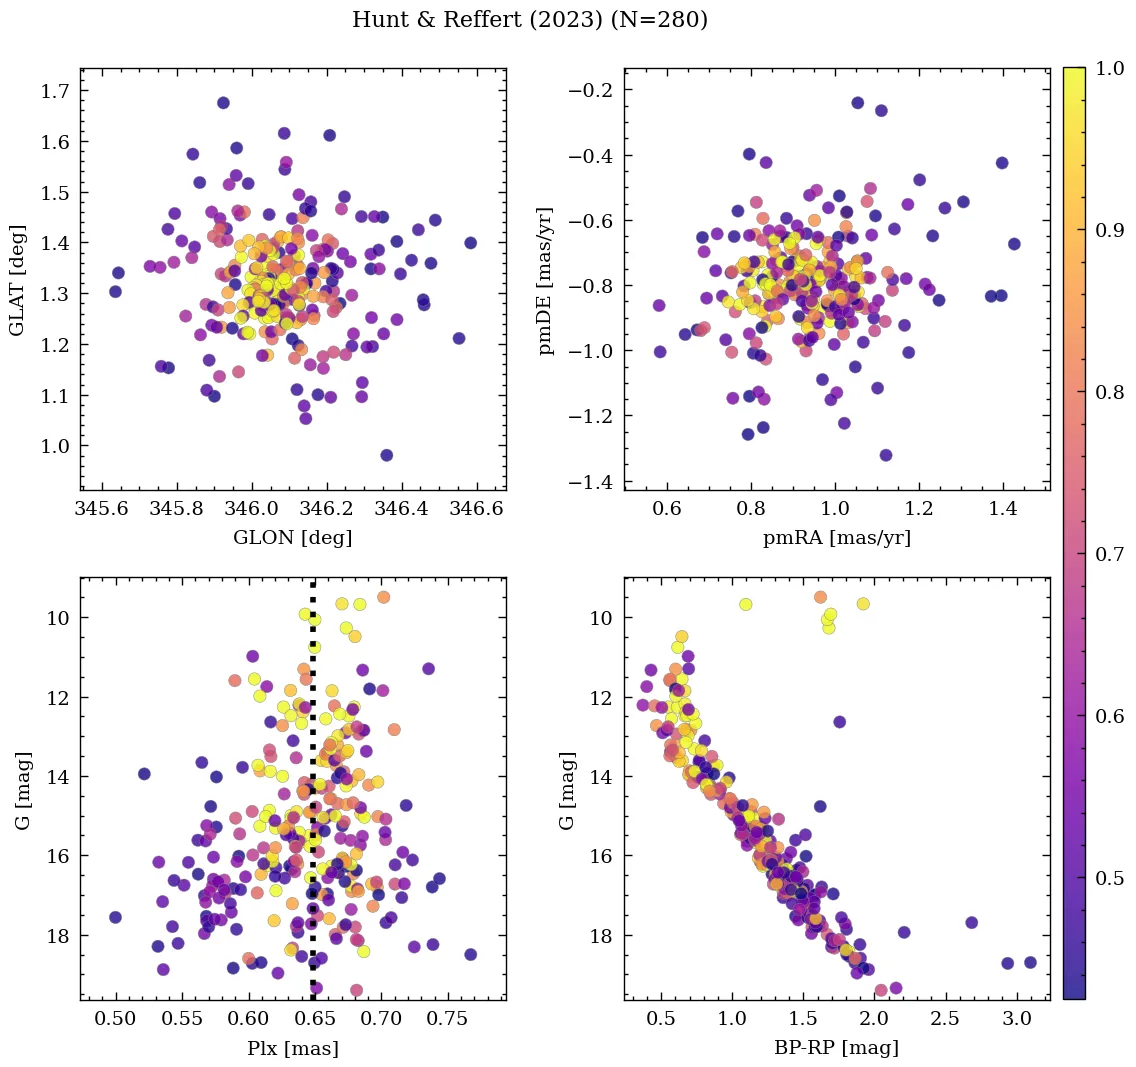 Hunt & Reffert (2023) (N=280)
1.7
1.6
1.5
1.4
1.3
1.2
1.1
1.0
GLAT [deg]
345.6 345.8 346.0 346.2 346.4 346.6
GLON [deg]
−0.2
−0.4
−0.6
−0.8
−1.0
−1.2
−1.4
pmDE [mas/yr]
0.6 0.8 1.0 1.2 1.4
pmRA [mas/yr]
1.0
0.9
0.8
0.7
0.6
0.5
10
12
14
16
18
G [mag]
0.50 0.55 0.60 0.65 0.70 0.75
Plx [mas]
10
12
14
16
18
G [mag]
0.5 1.0 1.5 2.0 2.5 3.0
BP-RP [mag]